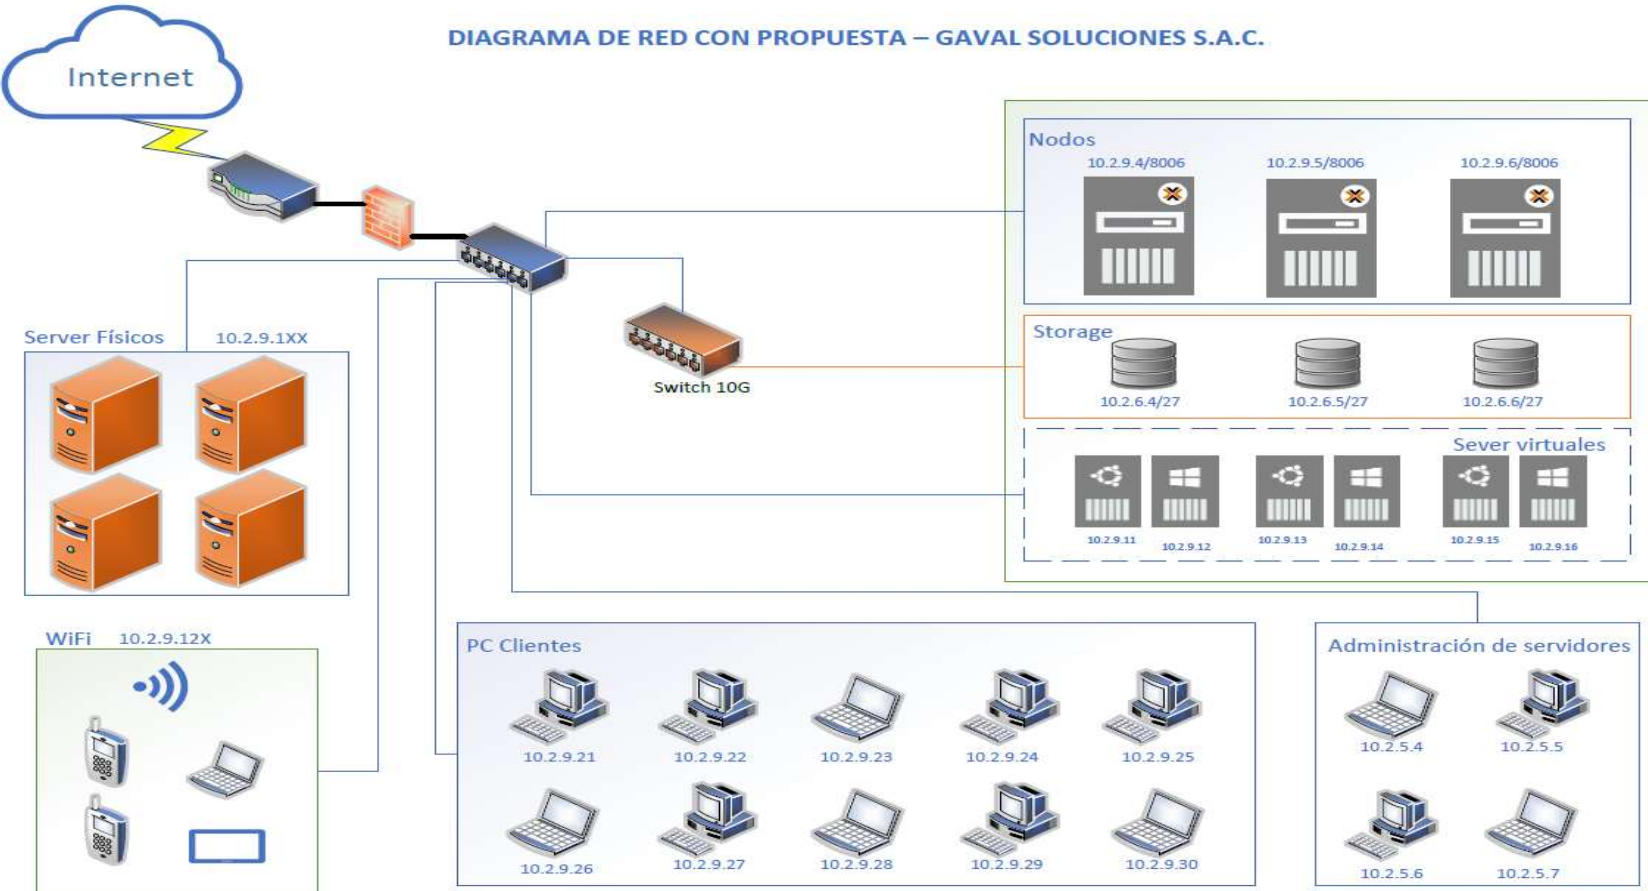 DIAGRAMA DE RED CON PROPUESTA – GAVAL SOLUCIONES S.A.C.
Internet
Nodos
10.2.9.4/8006 10.2.9.5/8006 10.2.9.6/8006
Server Físicos 10.2.9.1XX
Switch 10G
Storage
10.2.6.4/27 10.2.6.5/27 10.2.6.6/27
Sever virtuales
10.2.9.11 10.2.9.12 10.2.9.13 10.2.9.14 10.2.9.15 10.2.9.16
WiFi 10.2.9.12X
PC Clientes
10.2.9.21 10.2.9.22 10.2.9.23 10.2.9.24 10.2.9.25
10.2.9.26 10.2.9.27 10.2.9.28 10.2.9.29 10.2.9.30
Administración de servidores
10.2.5.4 10.2.5.5
10.2.5.6 10.2.5.7